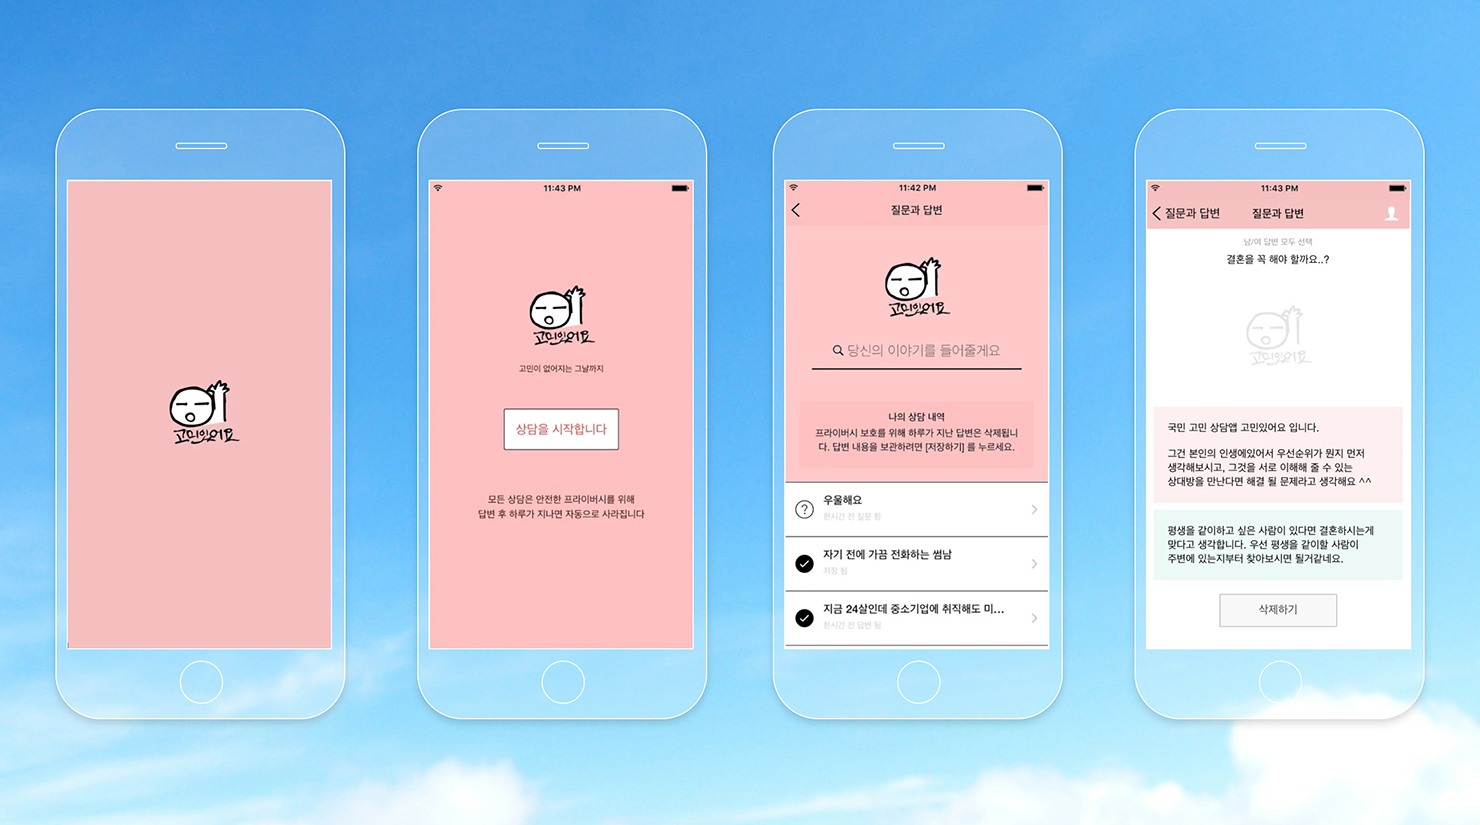 고민있어요
11:43 PM
고민있어요
고민이 없어지는 그날까지
상담을 시작합니다
모든 상담은 안전한 프라이버시를 위해
답변 후 하루가 지나면 자동으로 사라집니다
11:42 PM
질문과 답변
고민있어요
당신의 이야기를 들어줄게요
나의 상담 내역
프라이버시 보호를 위해 하루가 지난 답변은 삭제됩니
다. 답변 내용을 보관하려면 [저장하기] 를 누르세요.
우울해요
한시간 전 질문 함
자기 전에 가끔 전화하는 썸남
저장 됨
지금 24살인데 중소기업에 취직해도 미...
한시간 전 답변 됨
11:43 PM
질문과 답변 질문과 답변
남/여 답변 모두 선택
결혼을 꼭 해야 할까요..?
고민있어요
국민 고민 상담앱 고민있어요 입니다.
그건 본인의 인생에있어서 우선순위가 뭔지 먼저
생각해보시고, 그것을 서로 이해해 줄 수 있는
상대방을 만난다면 해결 될 문제라고 생각해요 ^^
평생을 같이하고 싶은 사람이 있다면 결혼하시는게
맞다고 생각합니다. 우선 평생을 같이할 사람이
주변에 있는지부터 찾아보시면 될거같네요.
삭제하기